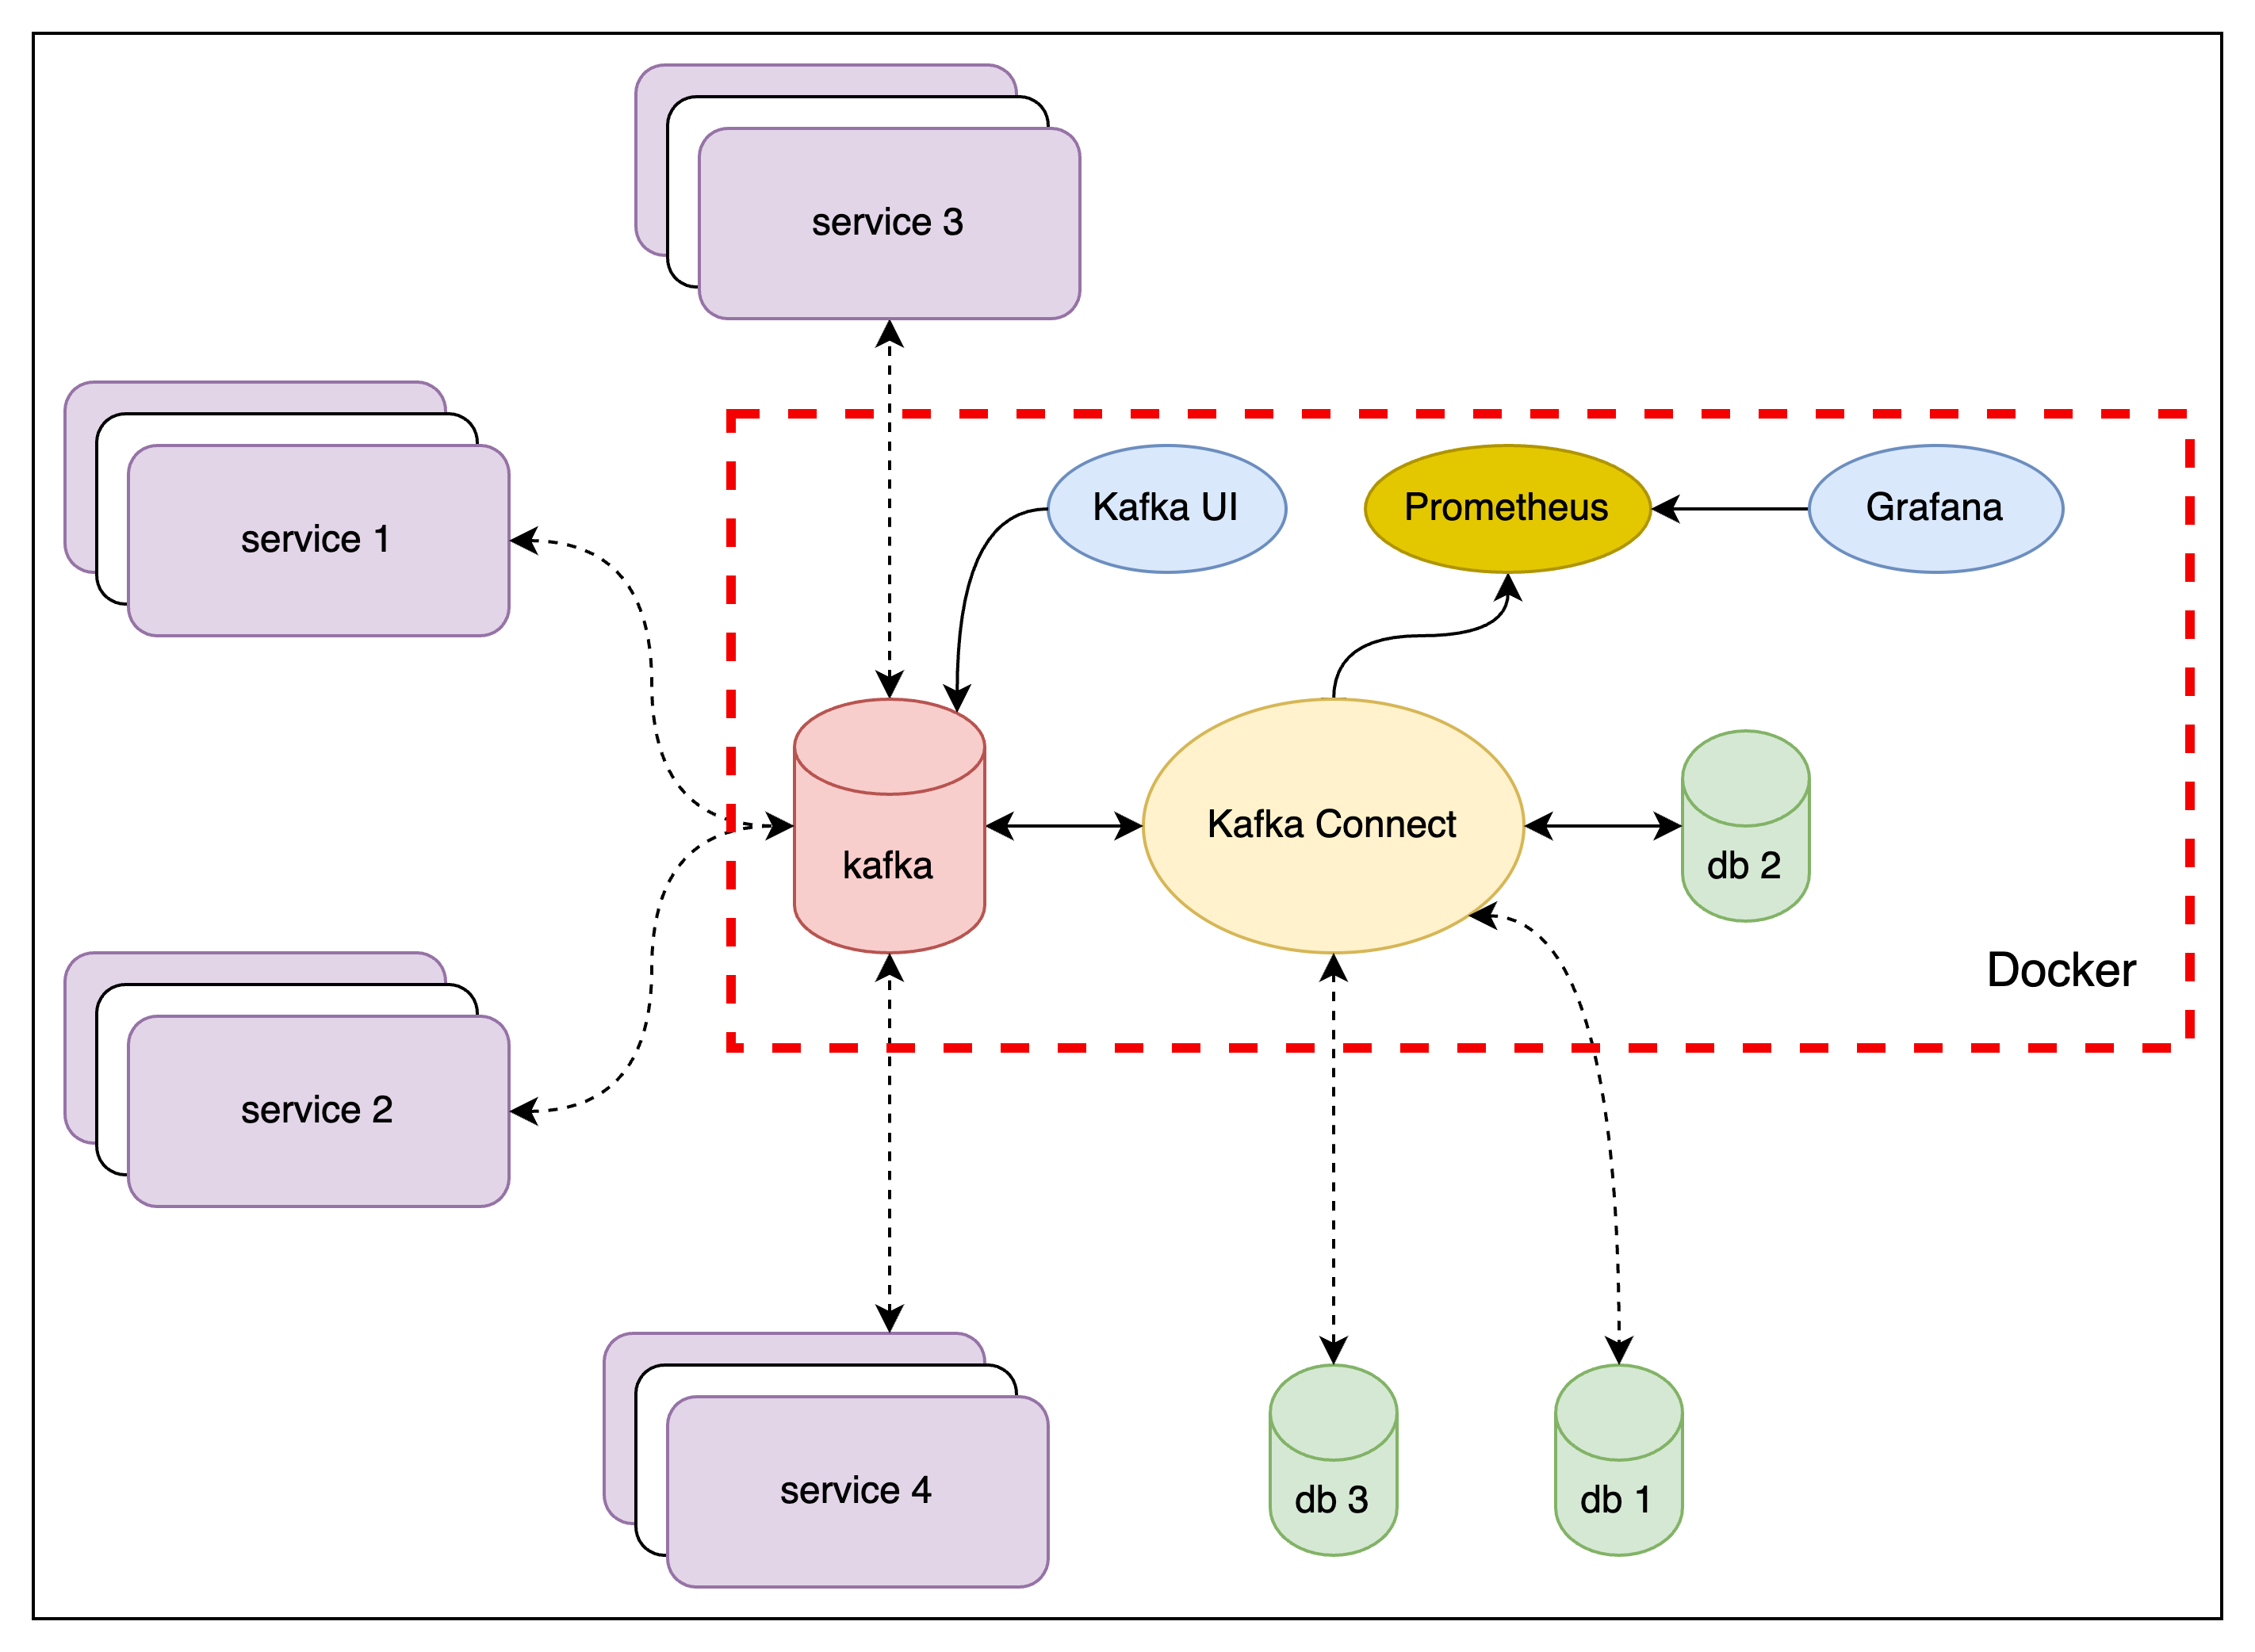 service 3
service 1
Kafka UI
Prometheus
Grafana
kafka
Kafka Connect
db 2
Docker
service 2
service 4
db 3
db 1